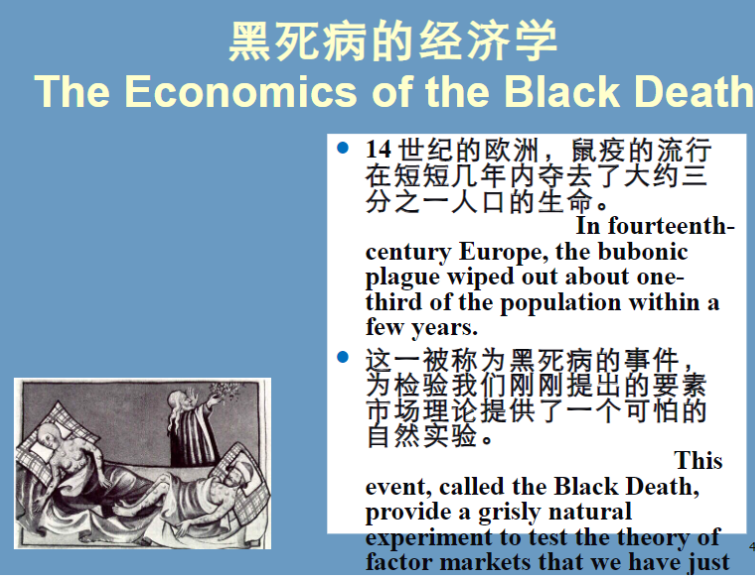 黑死病的经济学
The Economics of the Black Death
14世纪的欧洲，鼠疫的流行
在短短几年内夺去了大约三
分之一人口的生命。
In fourteenth-
century Europe, the bubonic
plague wiped out about one-
third of the population within a
few years.
这一被称为黑死病的事件，
为检验我们刚刚提出的要素
市场理论提供了一个可怕的
自然实验。
This
event, called the Black Death,
provide a grisly natural
experiment to test the theory of
factor markets that we have just
4